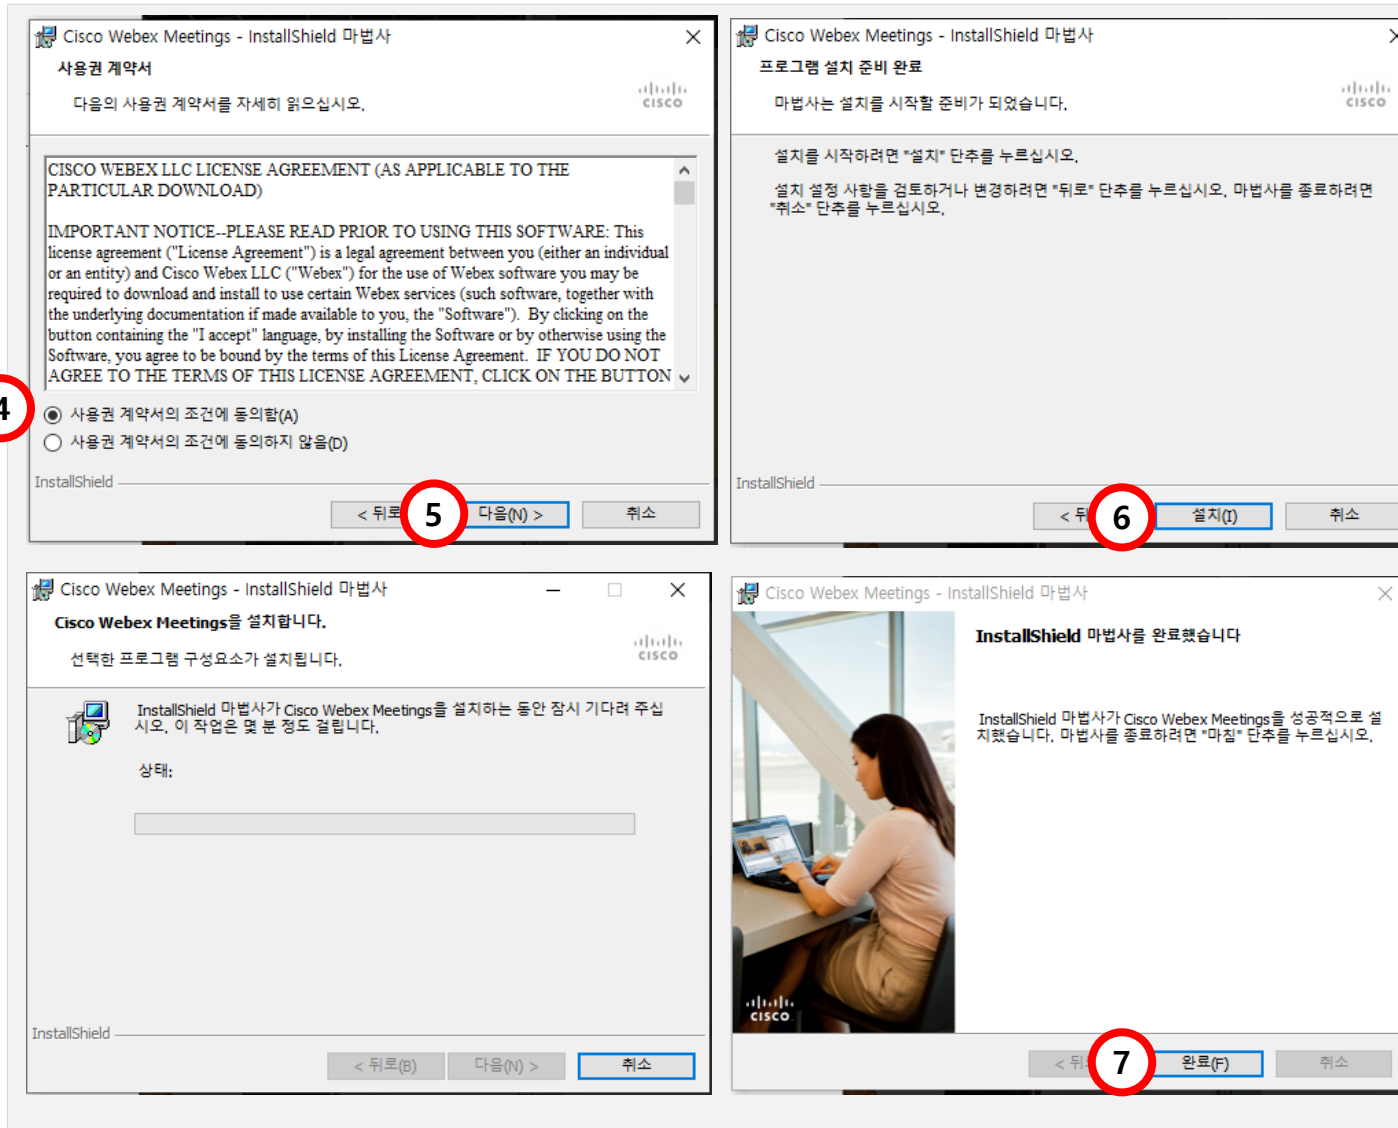 Cisco Webex Meetings - InstallShield 마법사
사용권 계약서
다음의 사용권 계약서를 자세히 읽으십시오.
CISCO
CISCO WEBEX LLC LICENSE AGREEMENT (AS APPLICABLE TO THE
PARTICULAR DOWNLOAD)
IMPORTANT NOTICE--PLEASE READ PRIOR TO USING THIS SOFTWARE: This
license agreement ("License Agreement") is a legal agreement between you (either an individual
or an entity) and Cisco Webex LLC ("Webex") for the use of Webex software you may be
required to download and install to use certain Webex services (such software, together with
the underlying documentation if made available to you, the "Software"). By clicking on the
button containing the "I accept" language, by installing the Software or by otherwise using the
Software, you agree to be bound by the terms of this License Agreement. IF YOU DO NOT
AGREE TO THE TERMS OF THIS LICENSE AGREEMENT, CLICK ON THE BUTTON
4
사용권 계약서의 조건에 동의함(A)
사용권 계약서의 조건에 동의하지 않음(D)
InstallShield
< 뒤로 5 다음(N) > 취소
Cisco Webex Meetings - InstallShield 마법사
프로그램 설치 준비 완료
마법사는 설치를 시작할 준비가 되었습니다.
CISCO
설치를 시작하려면 "설치" 단추를 누르십시오.
설치 설정 사항을 검토하거나 변경하려면 "뒤로" 단추를 누르십시오. 마법사를 종료하려면
"취소" 단추를 누르십시오.
InstallShield
< 뒤 6 설치(I) 취소
Cisco Webex Meetings - InstallShield 마법사
Cisco Webex Meetings을 설치합니다.
선택한 프로그램 구성요소가 설치됩니다.
CISCO
InstallShield 마법사가 Cisco Webex Meetings을 설치하는 동안 잠시 기다려 주십
시오. 이 작업은 몇 분 정도 걸립니다.
상태:
InstallShield
< 뒤로(B) 다음(N) > 취소
Cisco Webex Meetings - InstallShield 마법사
InstallShield 마법사를 완료했습니다
InstallShield 마법사가 Cisco Webex Meetings을 성공적으로 설
치했습니다. 마법사를 종료하려면 "마침" 단추를 누르십시오.
CISCO
< 뒤 7 완료(F) 취소